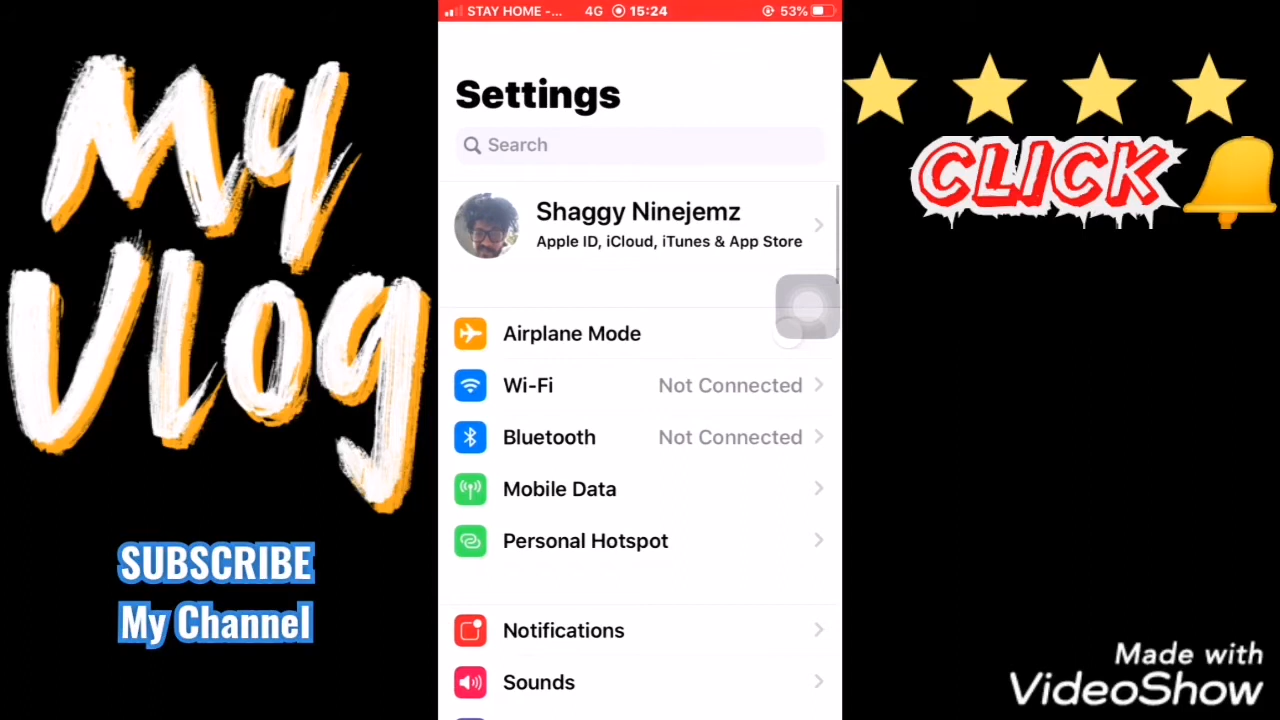 My
Vlog
SUBSCRIBE
My Channel
STAY HOME -... 4G 15:24 53%
Settings
Search
Shaggy Ninejemz
Apple ID, iCloud, iTunes & App Store
Airplane Mode
Wi-Fi Not Connected
Bluetooth Not Connected
Mobile Data
Personal Hotspot
Notifications
Sounds
CLICK
Made with
VideoShow